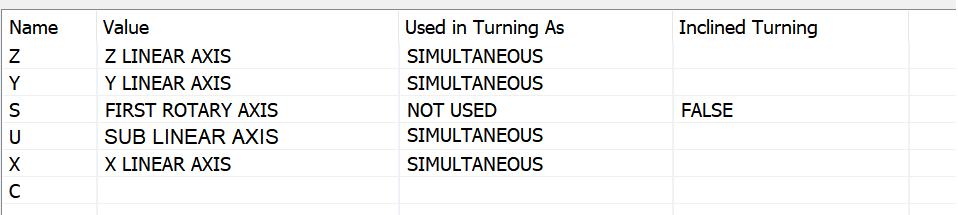 Name Value Used in Turning As Inclined Turning
Z Z LINEAR AXIS SIMULTANEOUS
Y Y LINEAR AXIS SIMULTANEOUS
S FIRST ROTARY AXIS NOT USED FALSE
U SUB LINEAR AXIS SIMULTANEOUS
X X LINEAR AXIS SIMULTANEOUS
C